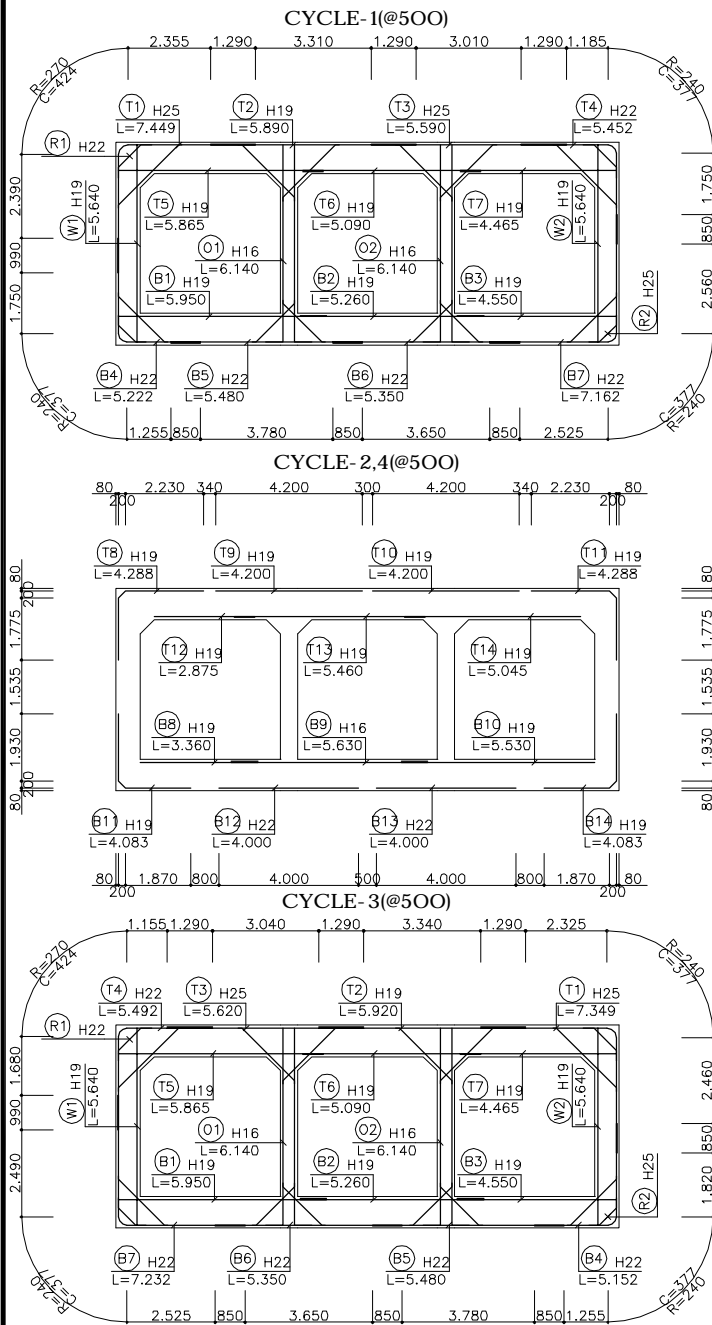 CYCLE-1(@500)
2.355 1.290 3.310 1.290 3.010 1.290 1.185
R=270
C=424
R=240
C=377
T1 H25
L=7.449
T2 H19
L=5.890
T3 H25
L=5.590
T4 H22
L=5.452
R1 H22
2.390
990
1.750
W1 H19
L=5.640
T5 H19
L=5.865
T6 H19
L=5.090
T7 H19
L=4.465
W2 H19
L=5.640
1.750
850
2.560
O1 H16
L=6.140
O2 H16
L=6.140
B1 H19
L=5.950
B2 H19
L=5.260
B3 H19
L=4.550
R2 H25
B4 H22
L=5.222
B5 H22
L=5.480
B6 H22
L=5.350
B7 H22
L=7.162
R=240
C=377
C=377
R=240
1.255 850 3.780 850 3.650 850 2.525
CYCLE-2,4(@500)
80 2.230 340 4.200 300 4.200 340 2.230 80
200 200
T8 H19
L=4.288
T9 H19
L=4.200
T10 H19
L=4.200
T11 H19
L=4.288
80
200
1.775
1.535
1.930
200
80
T12 H19
L=2.875
T13 H19
L=5.460
T14 H19
L=5.045
80
200
1.775
1.535
1.930
200
80
B8 H19
L=3.360
B9 H16
L=5.630
B10 H19
L=5.530
B11 H19
L=4.083
B12 H22
L=4.000
B13 H22
L=4.000
B14 H19
L=4.083
80 1.870 800 4.000 500 4.000 800 1.870 80
200 200
CYCLE-3(@500)
1.155 1.290 3.040 1.290 3.340 1.290 2.325
R=270
C=424
R=240
C=377
T4 H22
L=5.492
T3 H25
L=5.620
T2 H19
L=5.920
T1 H25
L=7.349
R1 H22
1.680
990
2.490
W1 H19
L=5.640
T5 H19
L=5.865
T6 H19
L=5.090
T7 H19
L=4.465
W2 H19
L=5.640
2.460
850
1.820
O1 H16
L=6.140
O2 H16
L=6.140
B1 H19
L=5.950
B2 H19
L=5.260
B3 H19
L=4.550
R2 H25
B7 H22
L=7.232
B6 H22
L=5.350
B5 H22
L=5.480
B4 H22
L=5.152
R=240
C=377
C=377
R=240
2.525 850 3.650 850 3.780 850 1.255